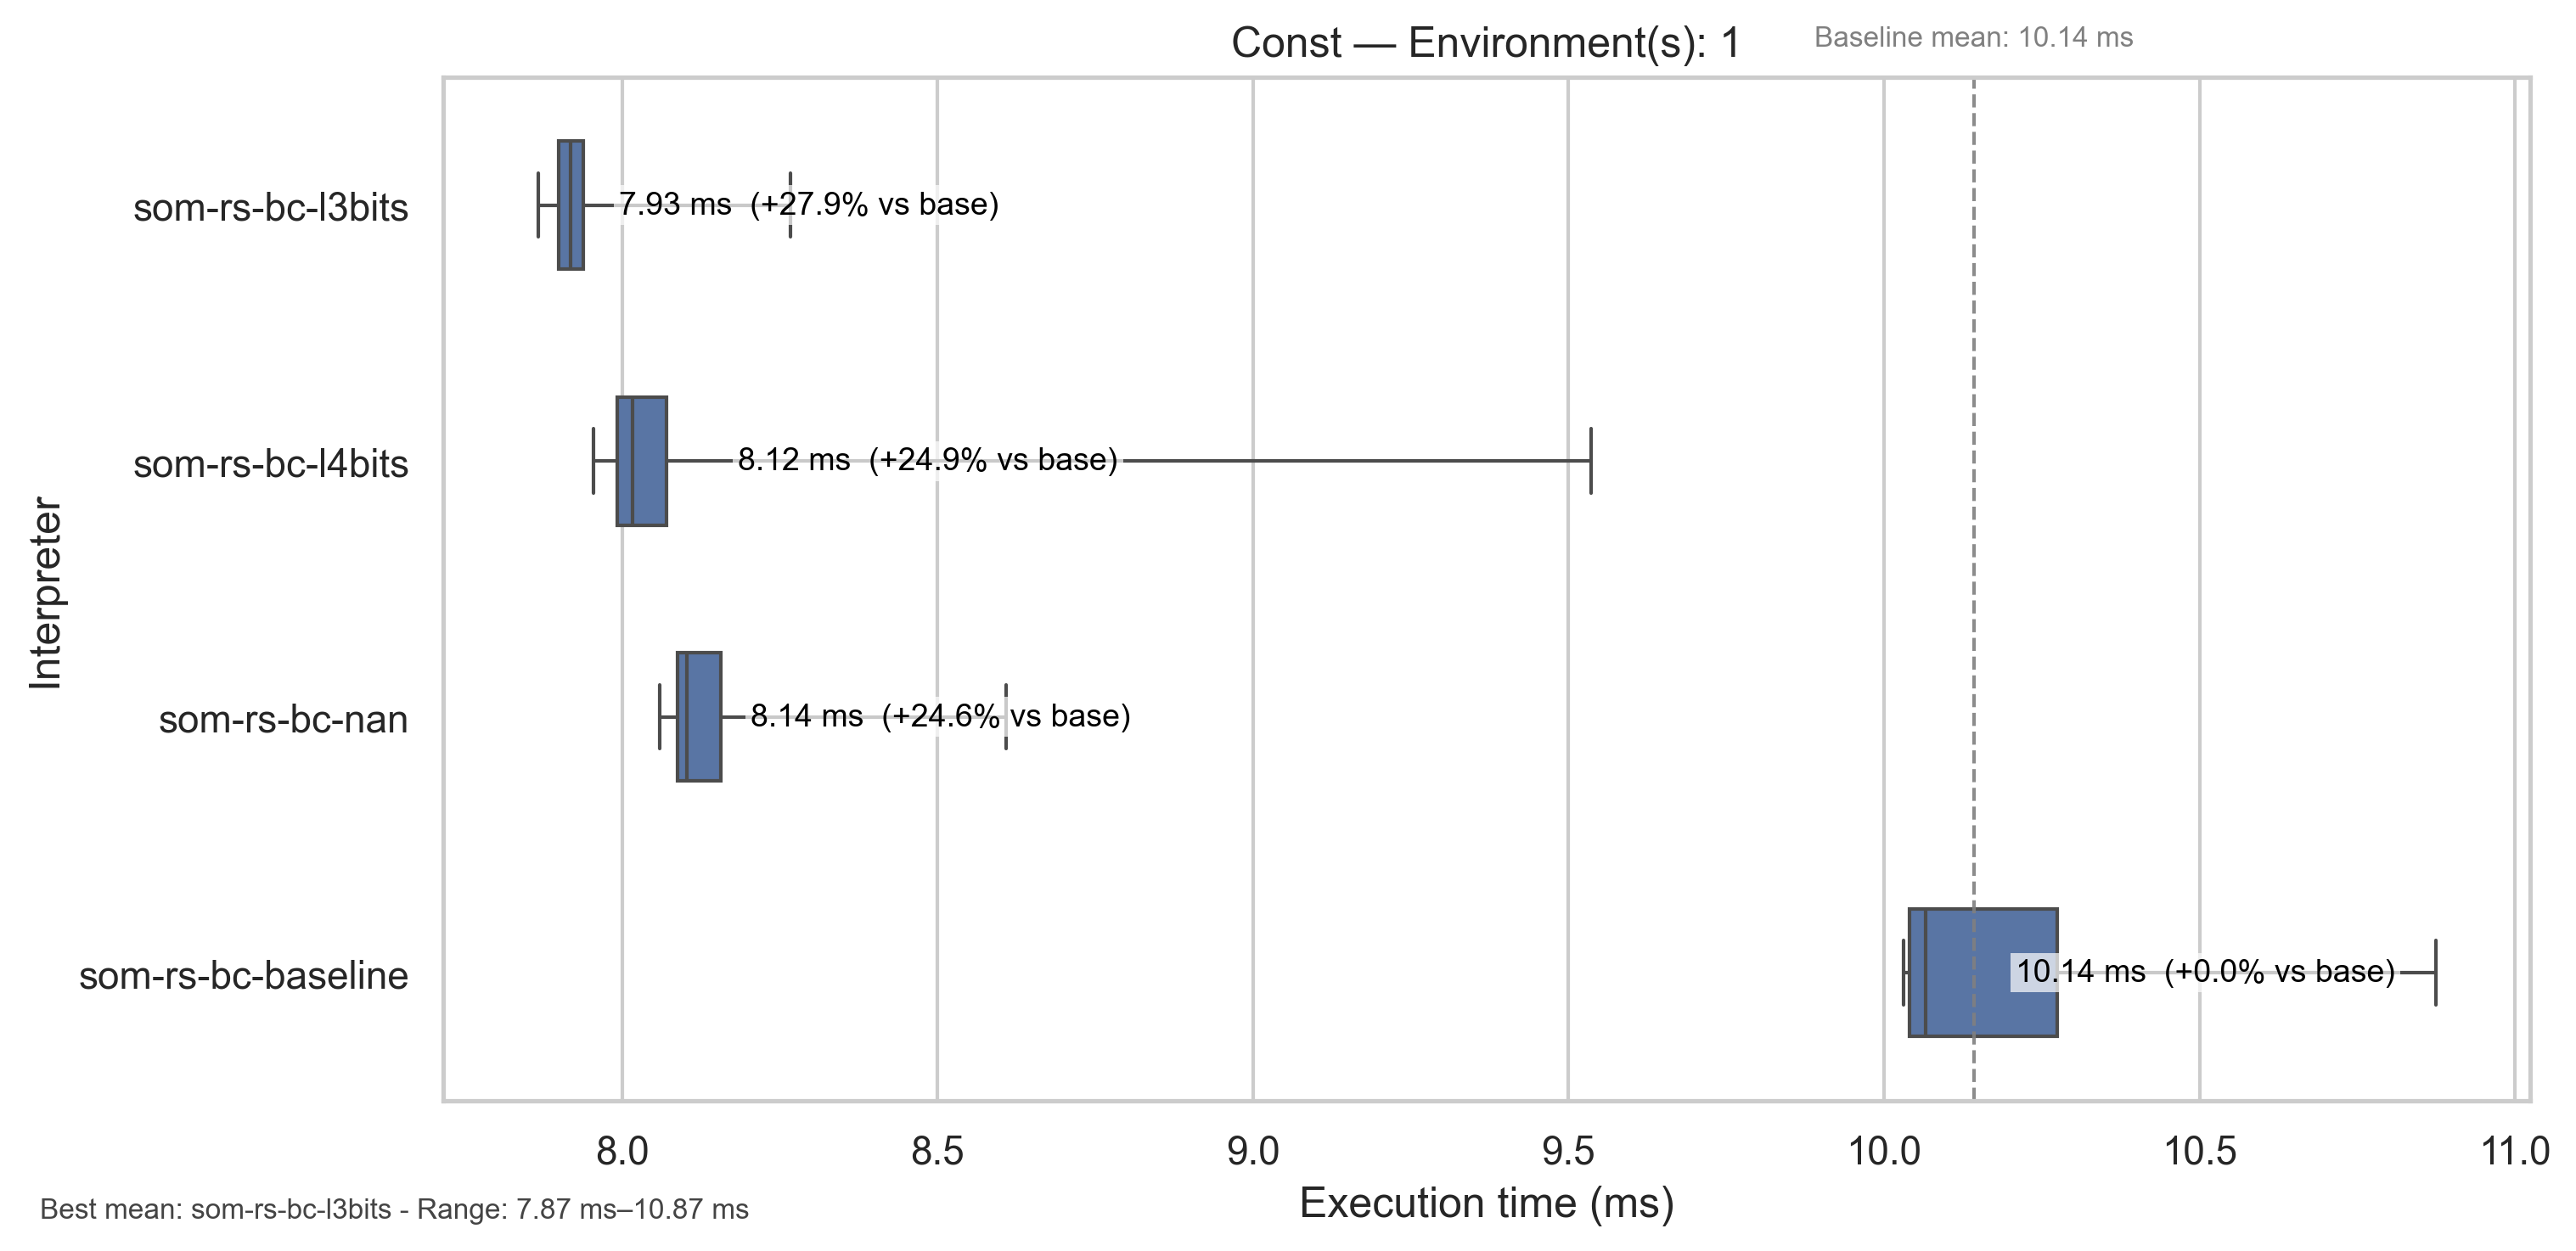 Const — Environment(s): 1
Baseline mean: 10.14 ms
Interpreter
som-rs-bc-l3bits
7.93 ms (+27.9% vs base)
som-rs-bc-l4bits
8.12 ms (+24.9% vs base)
som-rs-bc-nan
8.14 ms (+24.6% vs base)
som-rs-bc-baseline
10.14 ms (+0.0% vs base)
8.0 8.5 9.0 9.5 10.0 10.5 11.0
Execution time (ms)
Best mean: som-rs-bc-l3bits - Range: 7.87 ms–10.87 ms